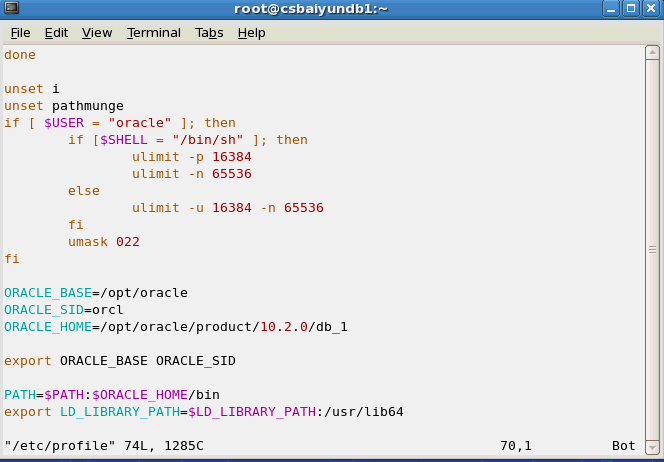 root@csbaiyundb1:~
File Edit View Terminal Tabs Help
done
unset i
unset pathmunge
if [ $USER = "oracle" ]; then
if [$SHELL = "/bin/sh" ]; then
ulimit -p 16384
ulimit -n 65536
else
ulimit -u 16384 -n 65536
fi
umask 022
fi
ORACLE_BASE=/opt/oracle
ORACLE_SID=orcl
ORACLE_HOME=/opt/oracle/product/10.2.0/db_1
export ORACLE_BASE ORACLE_SID
PATH=$PATH:$ORACLE_HOME/bin
export LD_LIBRARY_PATH=$LD_LIBRARY_PATH:/usr/lib64
"/etc/profile" 74L, 1285C 70,1 Bot